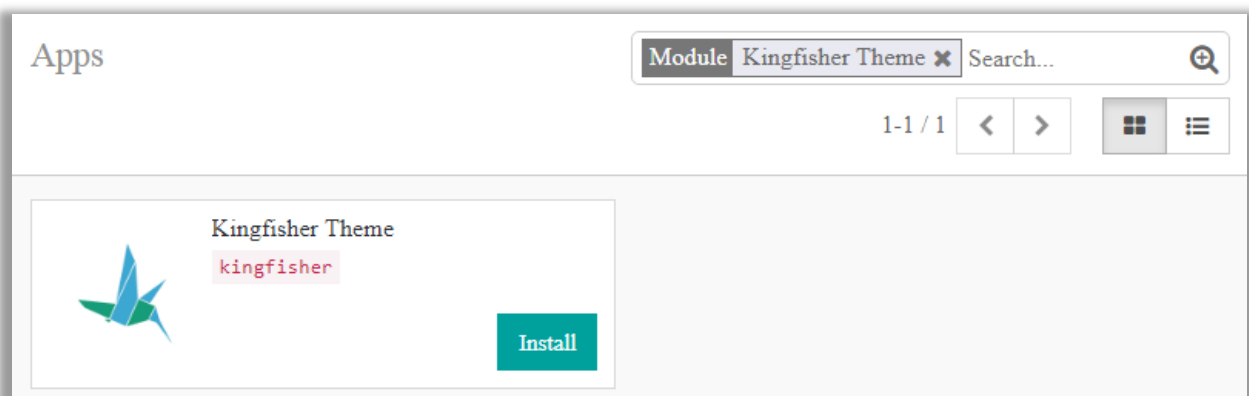 Apps
Module Kingfisher Theme ✖ Search...
1-1 / 1
Kingfisher Theme
kingfisher
Install